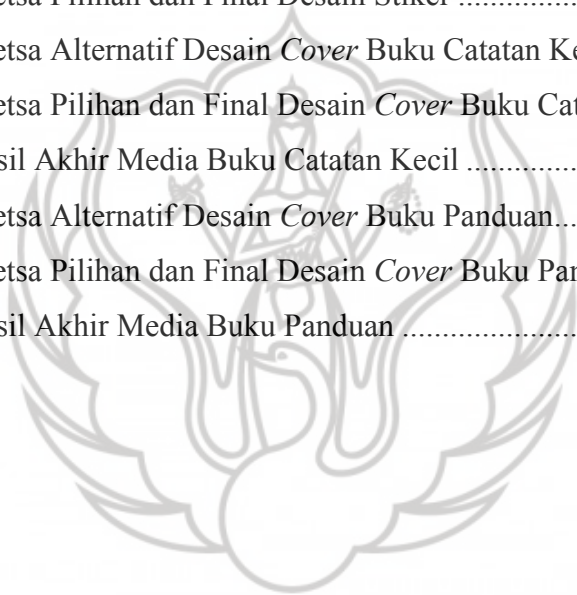 etsa Pilihan dan Final Desain Stiker ...................
etsa Alternatif Desain Cover Buku Catatan Ke
etsa Pilihan dan Final Desain Cover Buku Cat
sil Akhir Media Buku Catatan Kecil ..................
etsa Alternatif Desain Cover Buku Panduan....
etsa Pilihan dan Final Desain Cover Buku Pan
sil Akhir Media Buku Panduan ............................